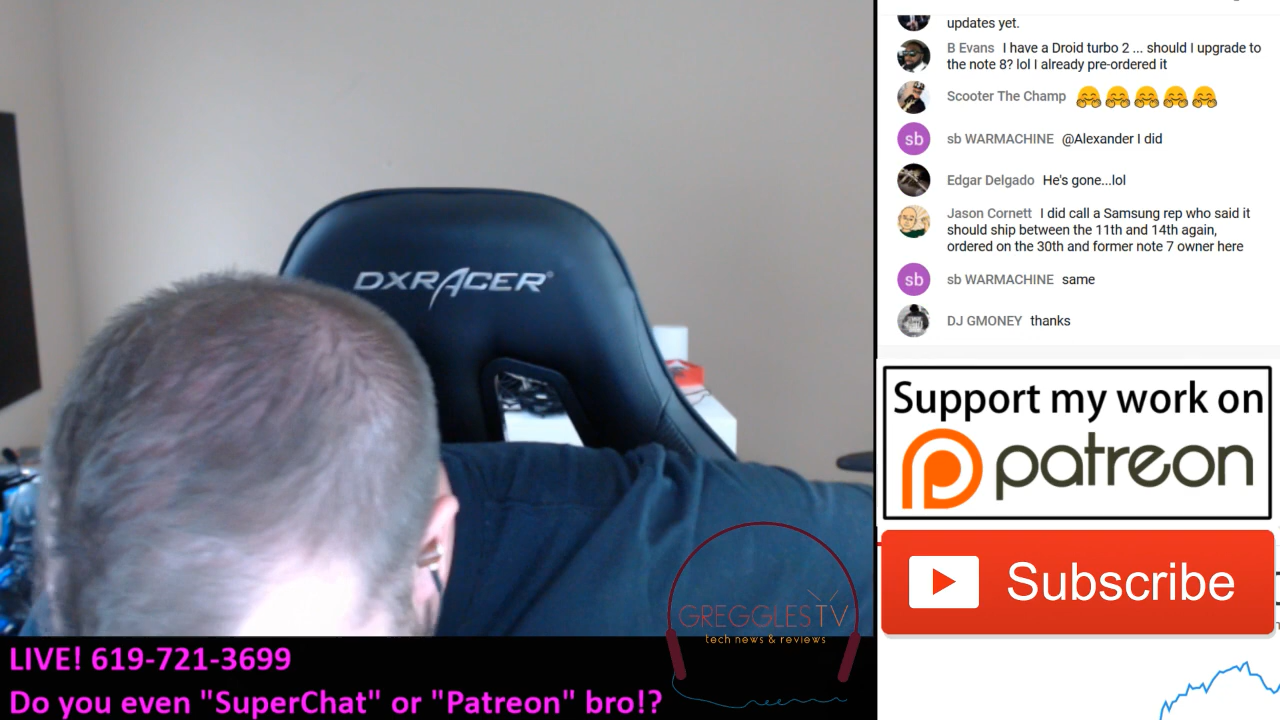 DXRACER®
GREGGLESTV
tech news & reviews
LIVE! 619-721-3699
Do you even "SuperChat" or "Patreon" bro!?
updates yet.
B Evans I have a Droid turbo 2 ... should I upgrade to
the note 8? lol I already pre-ordered it
Scooter The Champ 🤗🤗🤗🤗🤗
sb
sb WARMACHINE @Alexander I did
Edgar Delgado He's gone...lol
Jason Cornett I did call a Samsung rep who said it
should ship between the 11th and 14th again,
ordered on the 30th and former note 7 owner here
sb
sb WARMACHINE same
DJ GMONEY thanks
Support my work on
patreon
Subscribe